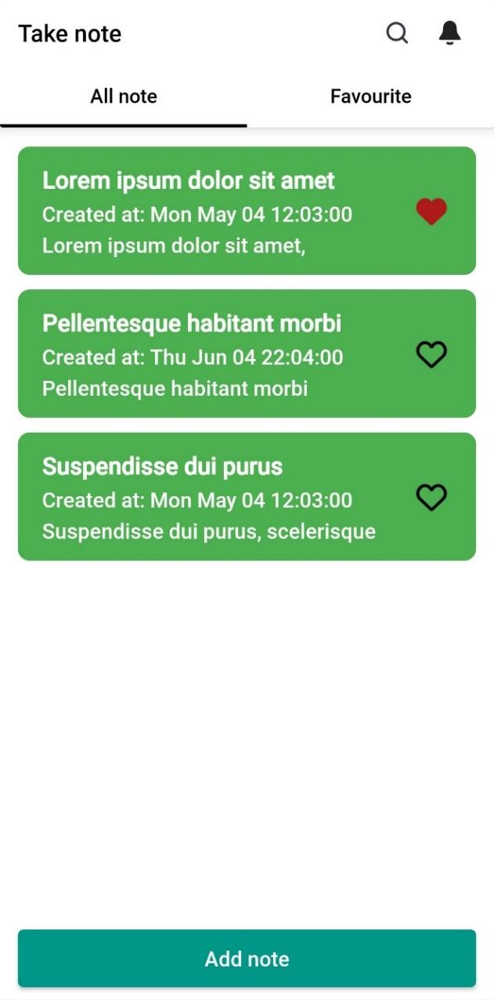 Take note
All note
Favourite
Lorem ipsum dolor sit amet
Created at: Mon May 04 12:03:00
Lorem ipsum dolor sit amet,
Pellentesque habitant morbi
Created at: Thu Jun 04 22:04:00
Pellentesque habitant morbi
Suspendisse dui purus
Created at: Mon May 04 12:03:00
Suspendisse dui purus, scelerisque
Add note